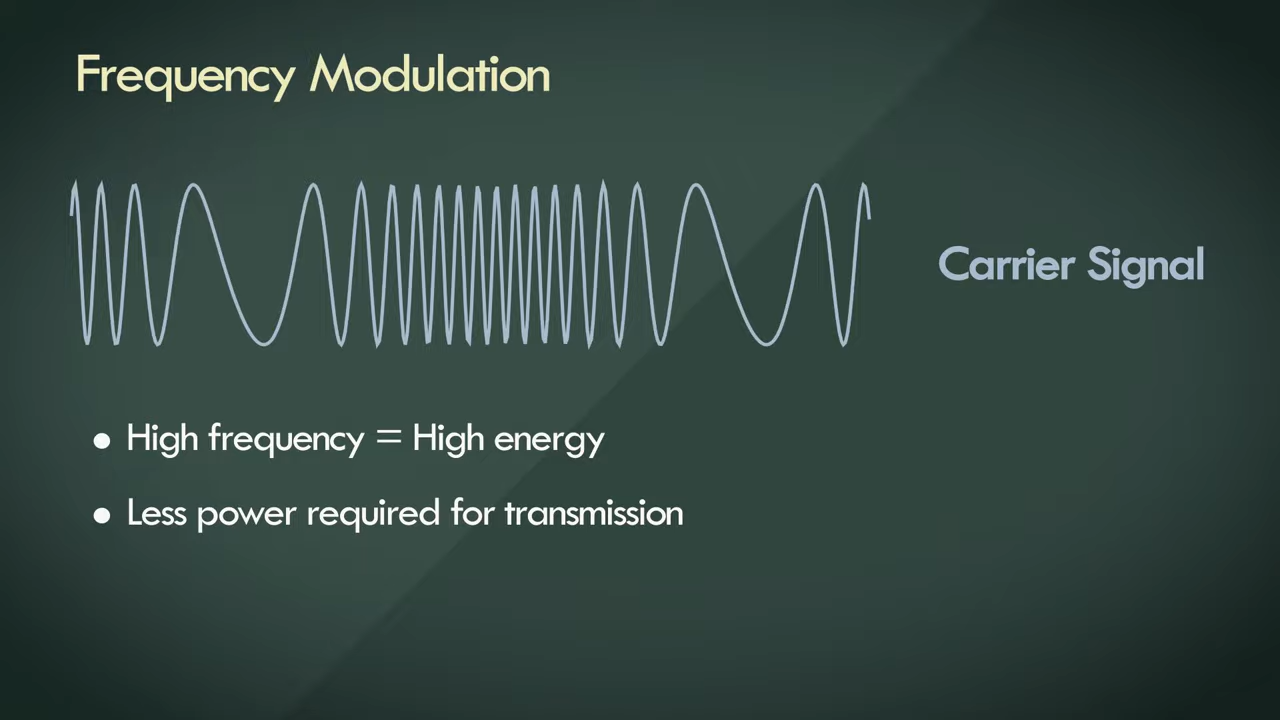 Frequency Modulation
Carrier Signal
• High frequency = High energy
• Less power required for transmission